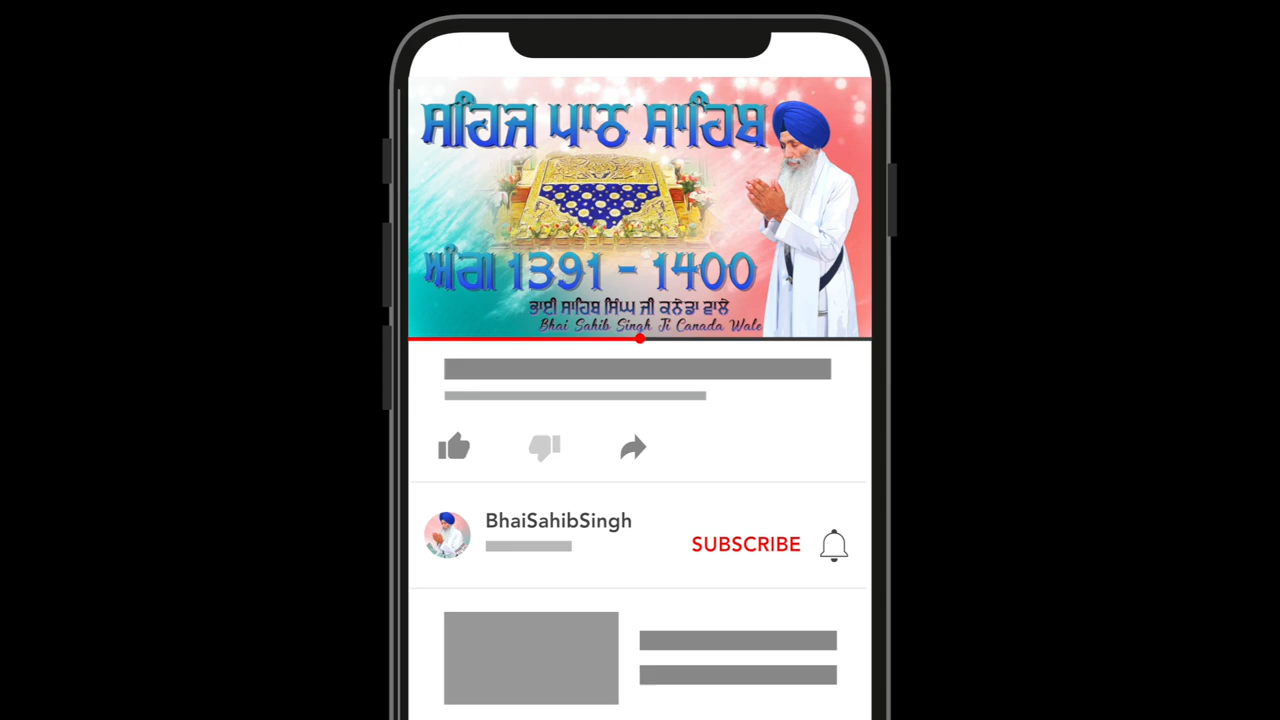 ਸਹਿਜ ਪਾਠ ਸਾਹਿਬ
ਅੰਗ 1391 - 1400
ਭਾਈ ਸਾਹਿਬ ਸਿੰਘ ਜੀ ਕਨੇਡਾ ਵਾਲੇ
Bhai Sahib Singh Ji Canada Wale
BhaiSahibSingh
SUBSCRIBE